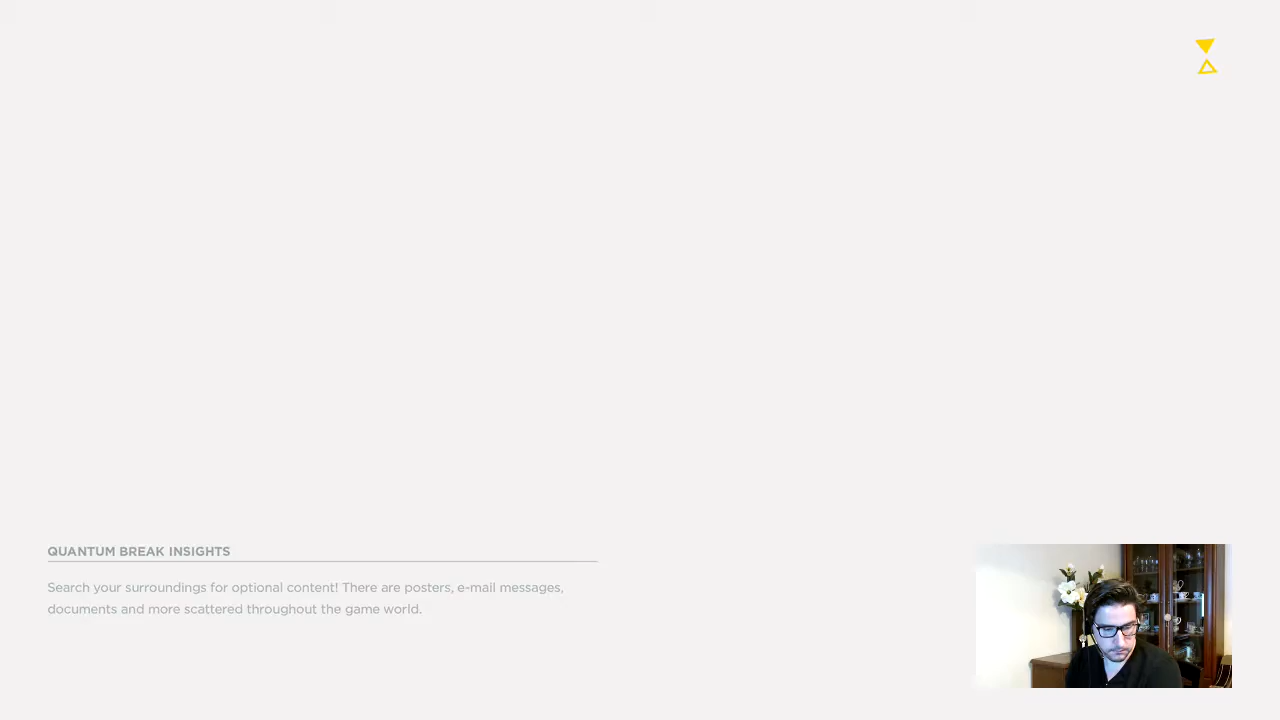 QUANTUM BREAK INSIGHTS
Search your surroundings for optional content! There are posters, e-mail messages,
documents and more scattered throughout the game world.